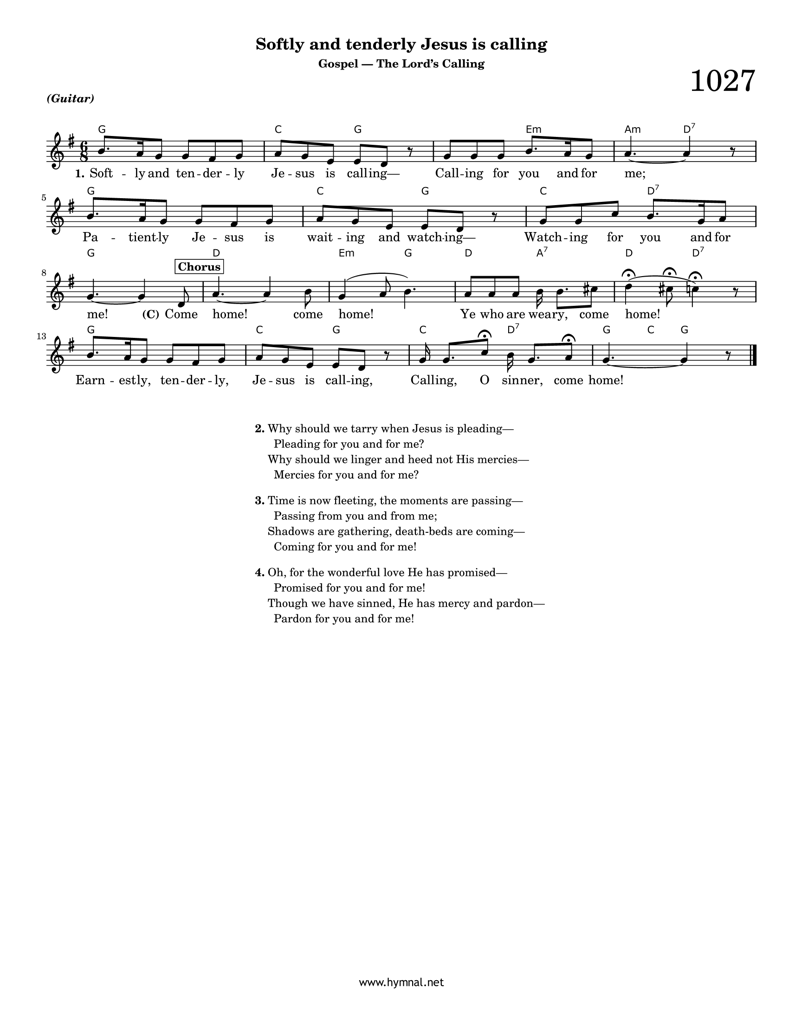 Softly and tenderly Jesus is calling
Gospel — The Lord's Calling
1027
(Guitar)
G C G Em Am D7
6 8
1. Soft - ly and ten - der - ly Je - sus is calling— Call - ing for you and for me;
5
G C G C D7
Pa - tient-ly Je - sus is wait - ing and watch-ing— Watch - ing for you and for
G D Em G D A7 D D7
Chorus
8
me! (C) Come home! come home! Ye who are weary, come home!
13
G C G C D7 G C G
Earn - estly, ten - der - ly, Je - sus is call-ing, Calling, O sinner, come home!
2. Why should we tarry when Jesus is pleading—
Pleading for you and for me?
Why should we linger and heed not His mercies—
Mercies for you and for me?
3. Time is now fleeting, the moments are passing—
Passing from you and from me;
Shadows are gathering, death-beds are coming—
Coming for you and for me!
4. Oh, for the wonderful love He has promised—
Promised for you and for me!
Though we have sinned, He has mercy and pardon—
Pardon for you and for me!
www.hymnal.net